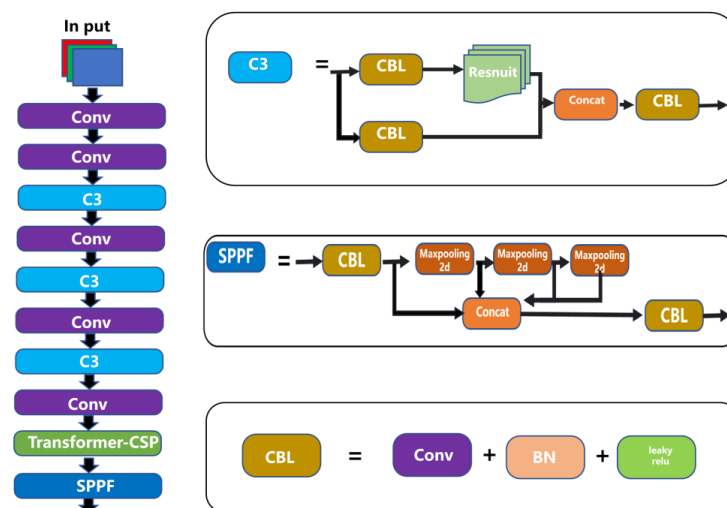 In put
Conv
Conv
C3
Conv
C3
Conv
C3
Conv
Transformer-CSP
SPPF
C3
=
CBL
Resnuit
CBL
Concat
CBL
SPPF
=
CBL
Maxpooling
2d
Maxpooling
2d
Maxpooling
2d
Concat
CBL
CBL
=
Conv
+
BN
+
leaky
relu